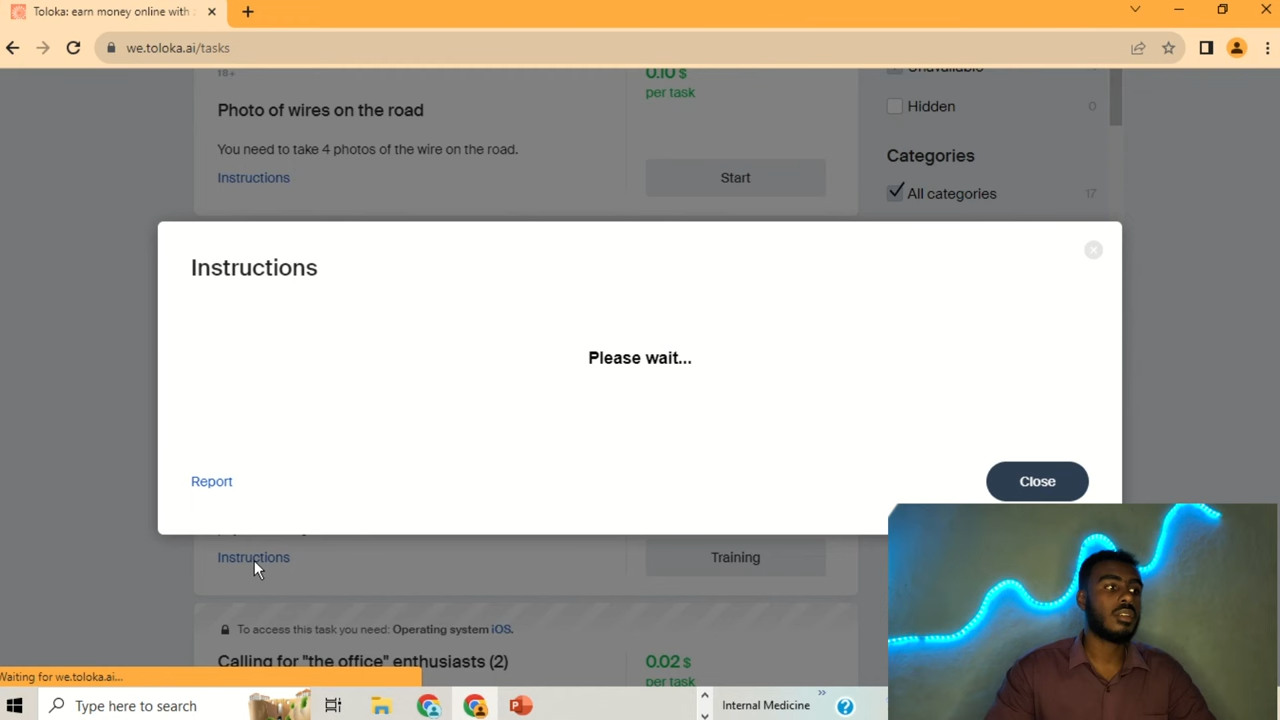 Toloka: earn money online with
we.toloka.ai/tasks
18+
0.10 $
per task
Photo of wires on the road
You need to take 4 photos of the wire on the road.
Instructions
Start
Unavailable
Hidden 0
Categories
All categories 17
Instructions
Please wait...
Report
Close
Instructions
Training
To access this task you need: Operating system iOS.
Calling for "the office" enthusiasts (2)
0.02 $
per task
Waiting for we.toloka.ai...
Type here to search
Internal Medicine